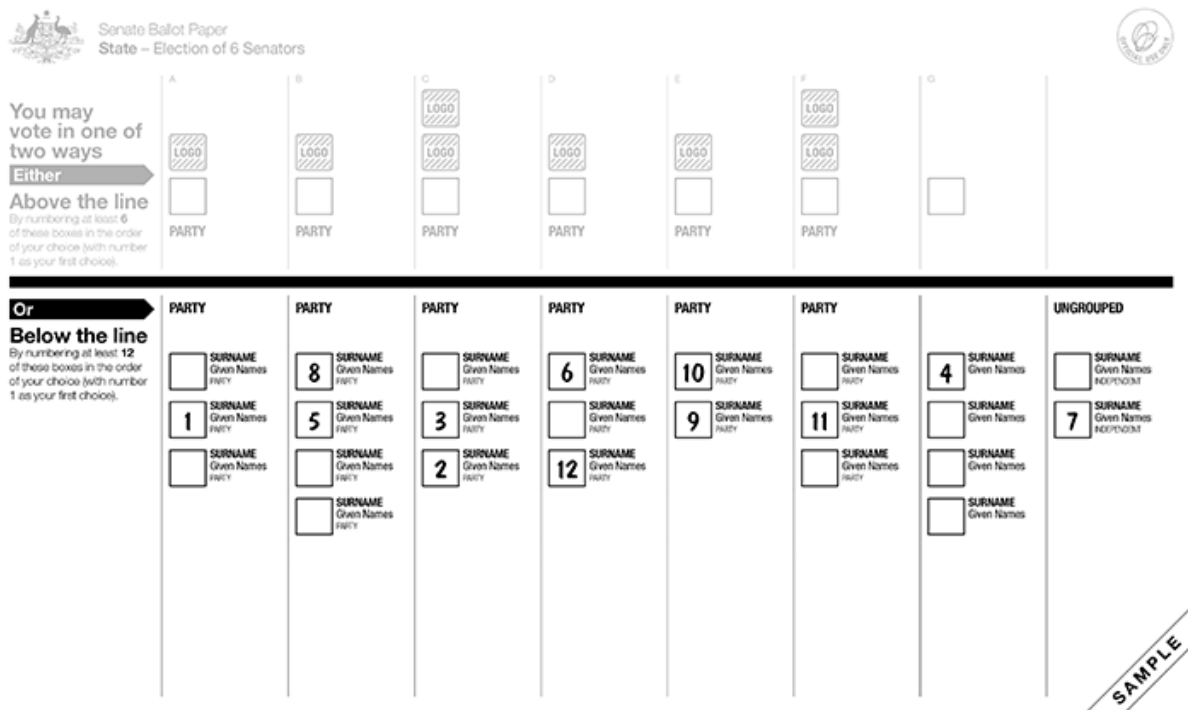 Senate Ballot Paper
State – Election of 6 Senators
OFFICIAL USE ONLY
A B C D E F G
You may
vote in one of
two ways
Either
Above the line
By numbering at least 6
of these boxes in the order
of your choice (with number
1 as your first choice).
LOGO LOGO
LOGO LOGO LOGO LOGO LOGO LOGO
PARTY PARTY PARTY PARTY PARTY PARTY
Or
Below the line
By numbering at least 12
of these boxes in the order
of your choice (with number
1 as your first choice).
PARTY PARTY PARTY PARTY PARTY PARTY UNGROUPED
SURNAME 8 SURNAME SURNAME 6 SURNAME 10 SURNAME SURNAME 4 SURNAME SURNAME
Given Names Given Names Given Names Given Names Given Names Given Names Given Names Given Names
PARTY PARTY PARTY PARTY PARTY PARTY INDEPENDENT
1 SURNAME 5 SURNAME 3 SURNAME SURNAME 9 SURNAME 11 SURNAME SURNAME 7 SURNAME
Given Names Given Names Given Names Given Names Given Names Given Names Given Names Given Names
PARTY PARTY PARTY PARTY PARTY PARTY INDEPENDENT
SURNAME SURNAME 2 SURNAME 12 SURNAME SURNAME SURNAME
Given Names Given Names Given Names Given Names Given Names Given Names
PARTY PARTY PARTY PARTY PARTY
SURNAME SURNAME
Given Names Given Names
PARTY
SAMPLE